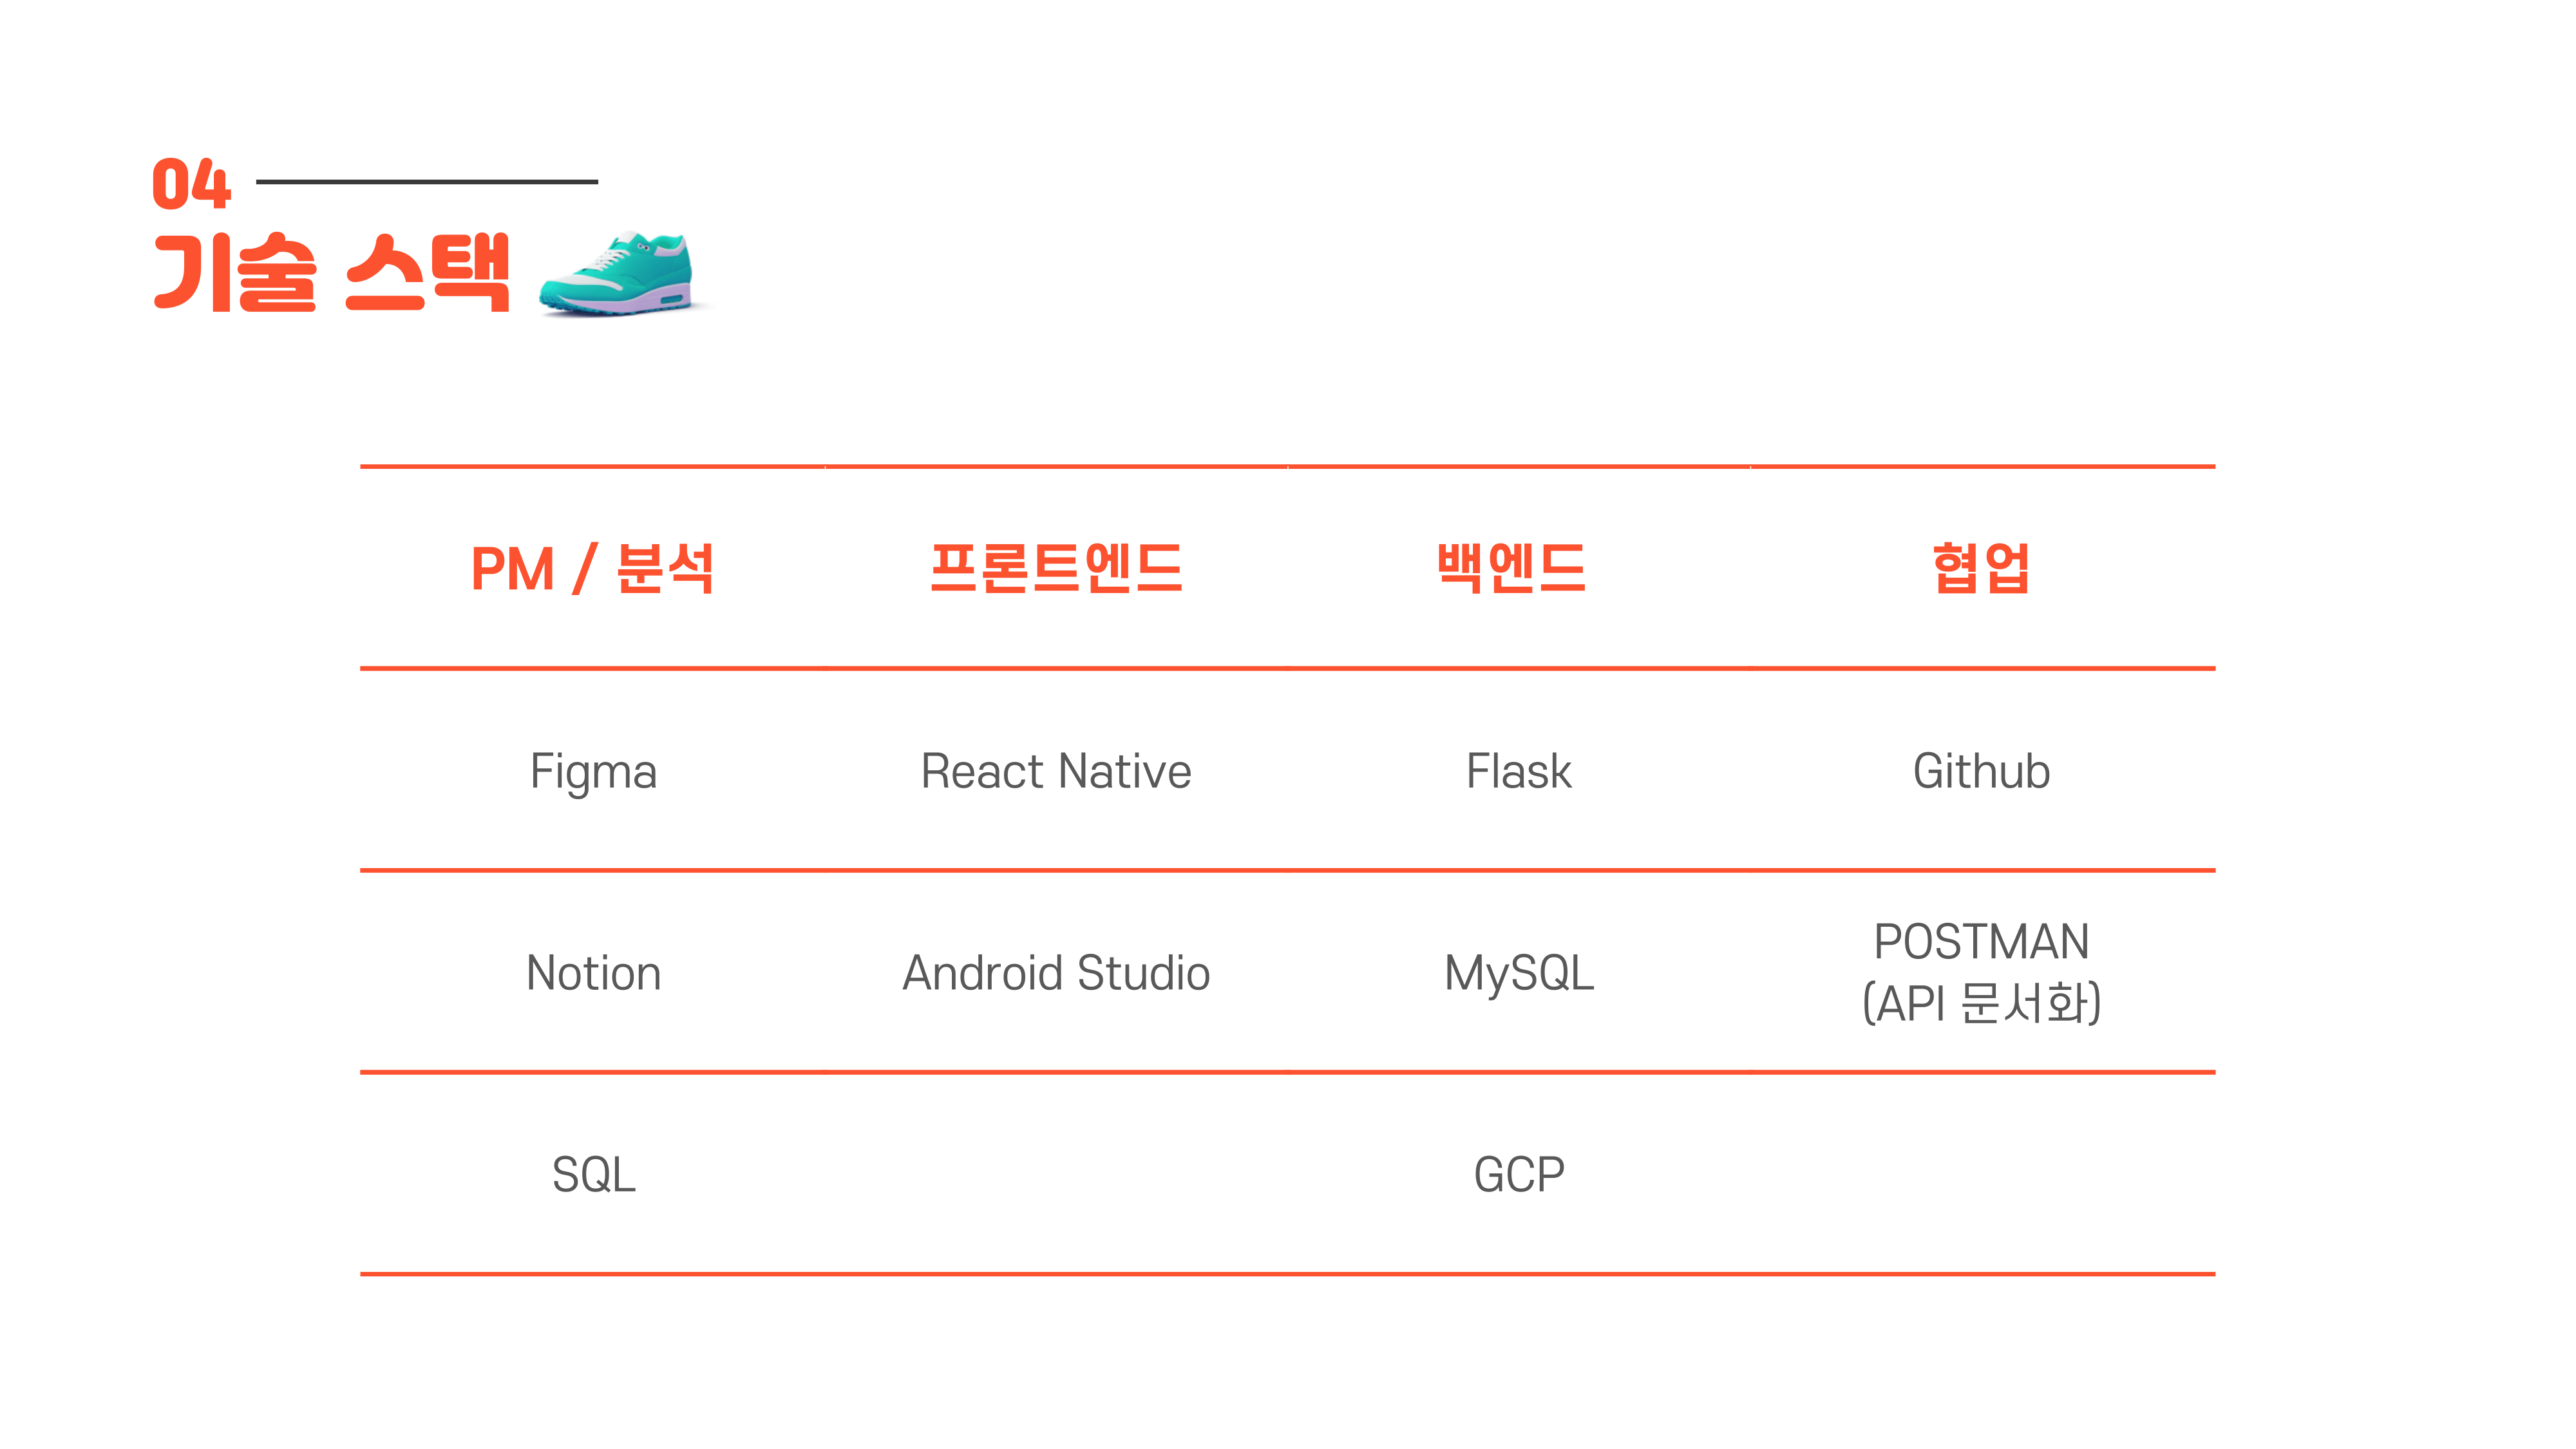 04
기술 스택
PM / 분석 프론트엔드 백엔드 협업
Figma React Native Flask Github
Notion Android Studio MySQL POSTMAN
(API 문서화)
SQL GCP